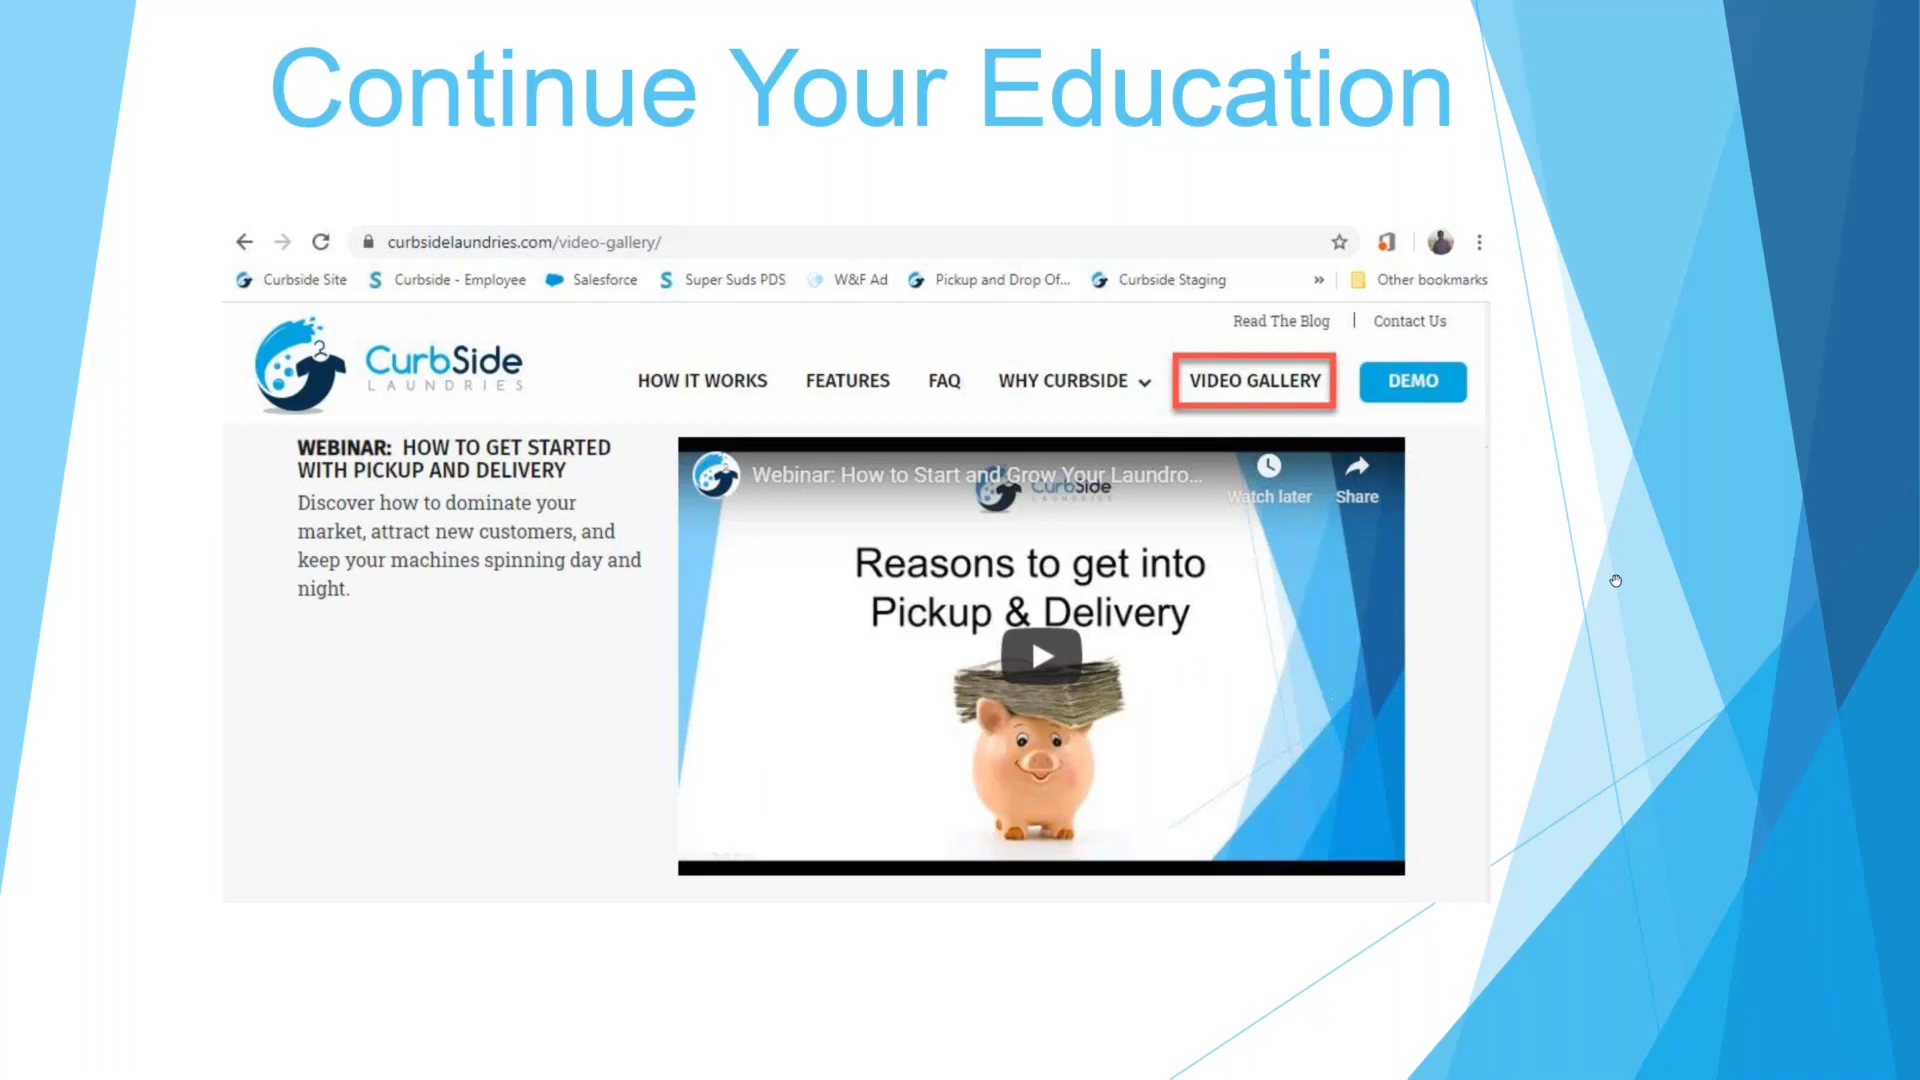 Continue Your Education
curbsidelaundries.com/video-gallery/
Curbside Site Curbside - Employee Salesforce Super Suds PDS W&F Ad Pickup and Drop Of... Curbside Staging » Other bookmarks
Read The Blog | Contact Us
CurbSide
LAUNDRIES
HOW IT WORKS FEATURES FAQ WHY CURBSIDE VIDEO GALLERY DEMO
WEBINAR: HOW TO GET STARTED
WITH PICKUP AND DELIVERY
Discover how to dominate your
market, attract new customers, and
keep your machines spinning day and
night.
Webinar: How to Start and Grow Your Laundro...
Watch later Share
CurbSide
LAUNDRIES
Reasons to get into
Pickup & Delivery